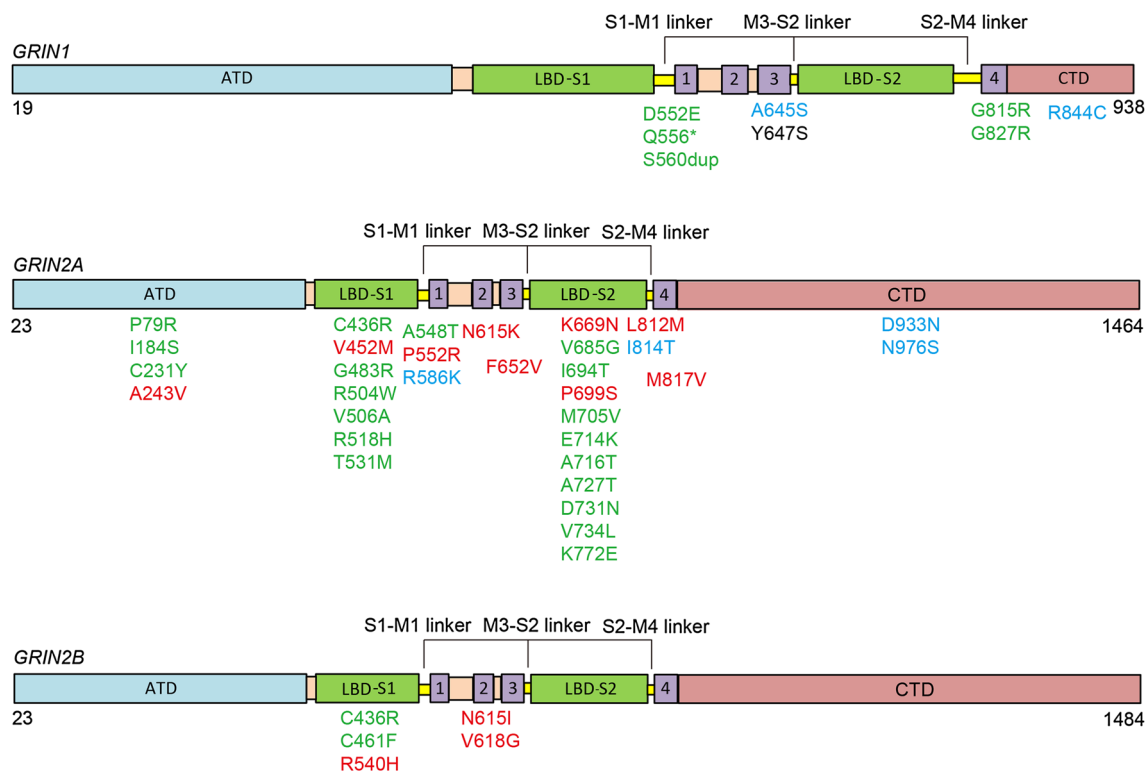 S1-M1 linker M3-S2 linker S2-M4 linker
GRIN1
ATD LBD-S1 1 2 3 LBD-S2 4 CTD
19 938
D552E A645S G815R R844C
Q556* Y647S G827R
S560dup
S1-M1 linker M3-S2 linker S2-M4 linker
GRIN2A
ATD LBD-S1 1 2 3 LBD-S2 4 CTD
23 1464
P79R C436R A548T N615K K669N L812M D933N
I184S V452M P552R F652V V685G I814T N976S
C231Y G483R R586K I694T M817V
A243V R504W P699S
V506A M705V
R518H E714K
T531M A716T
A727T
D731N
V734L
K772E
S1-M1 linker M3-S2 linker S2-M4 linker
GRIN2B
ATD LBD-S1 1 2 3 LBD-S2 4 CTD
23 1484
C436R N615I
C461F V618G
R540H